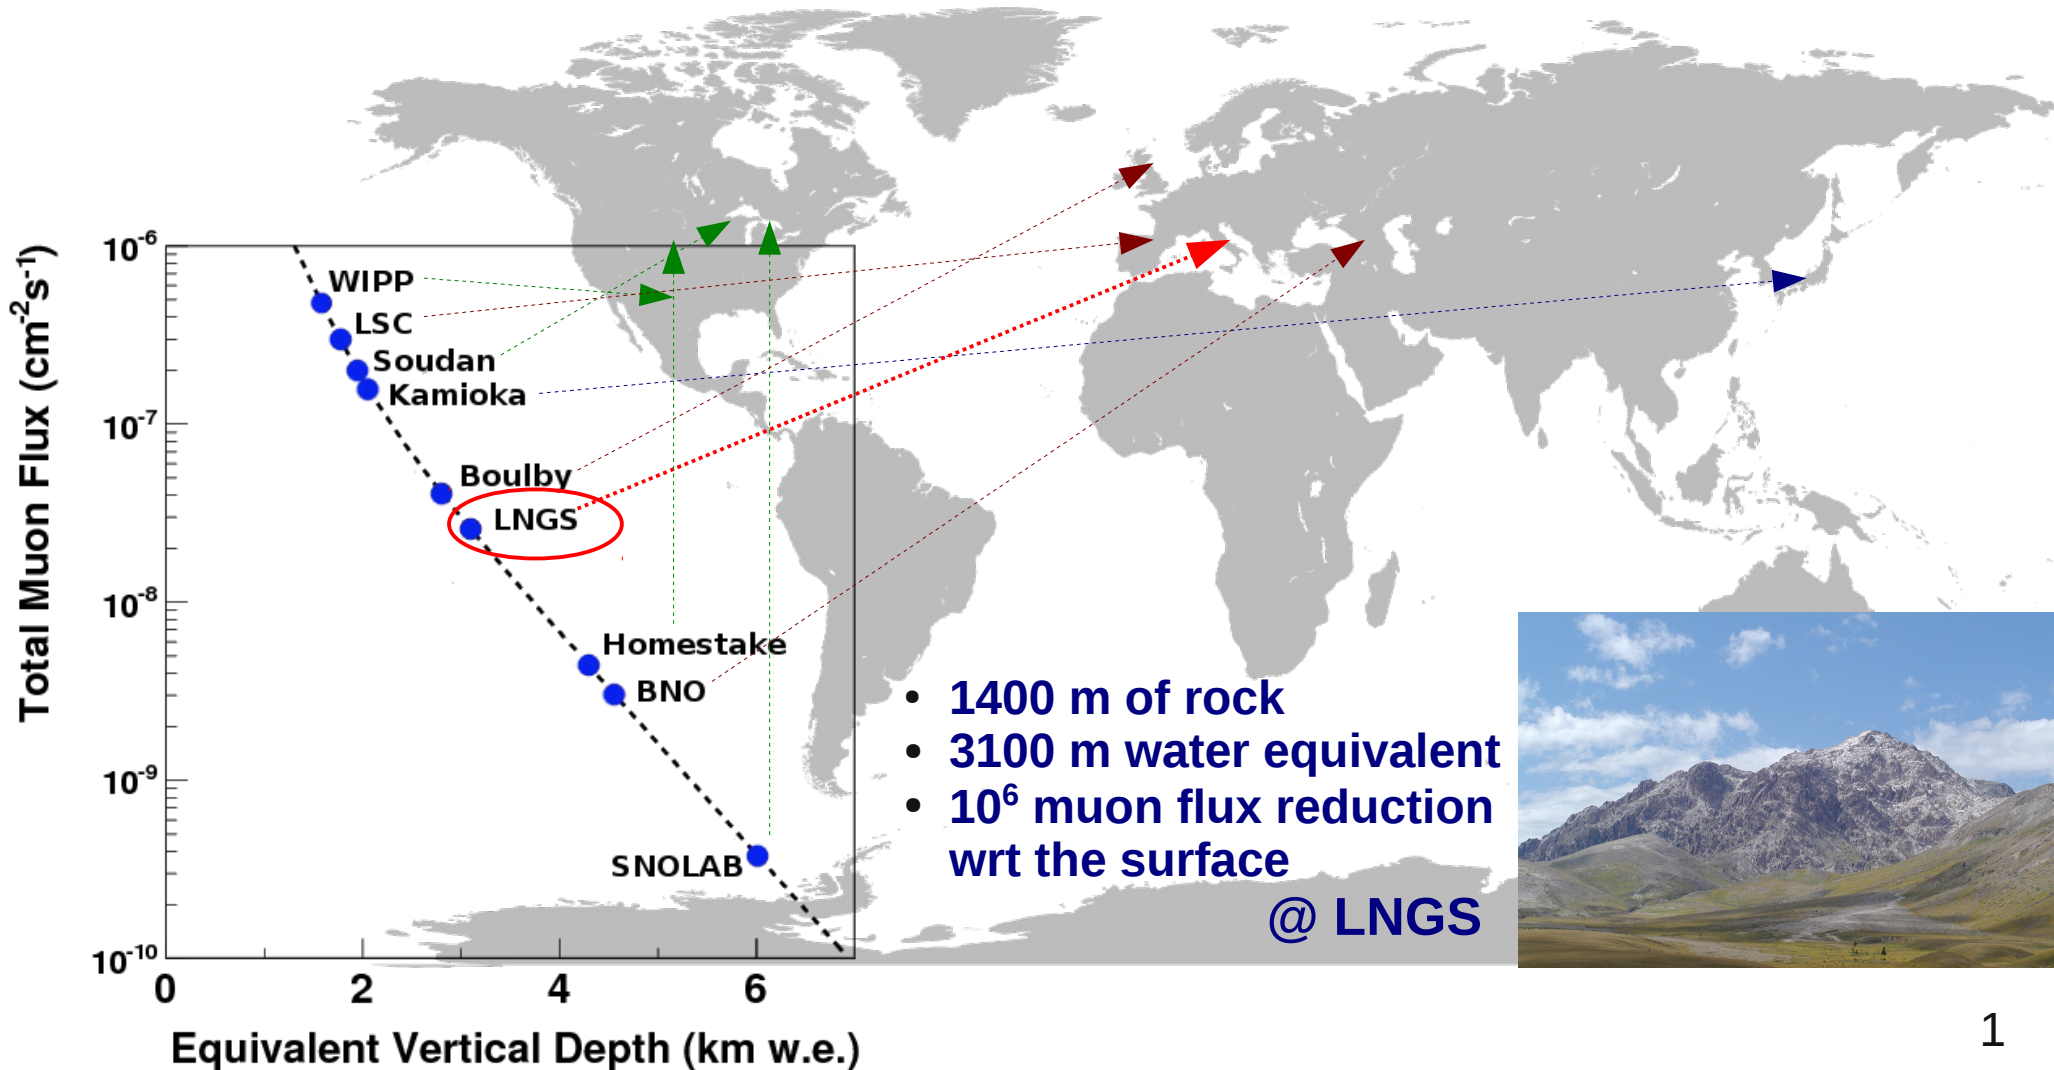 10-6
WIPP
LSC
Soudan
Kamioka
10-7
Boulby
LNGS
10-8
Homestake
BNO
10-9
SNOLAB
10-10
0 2 4 6
Total Muon Flux (cm-2s-1)
Equivalent Vertical Depth (km w.e.)
• 1400 m of rock
• 3100 m water equivalent
• 10⁶ muon flux reduction
wrt the surface
@ LNGS
1